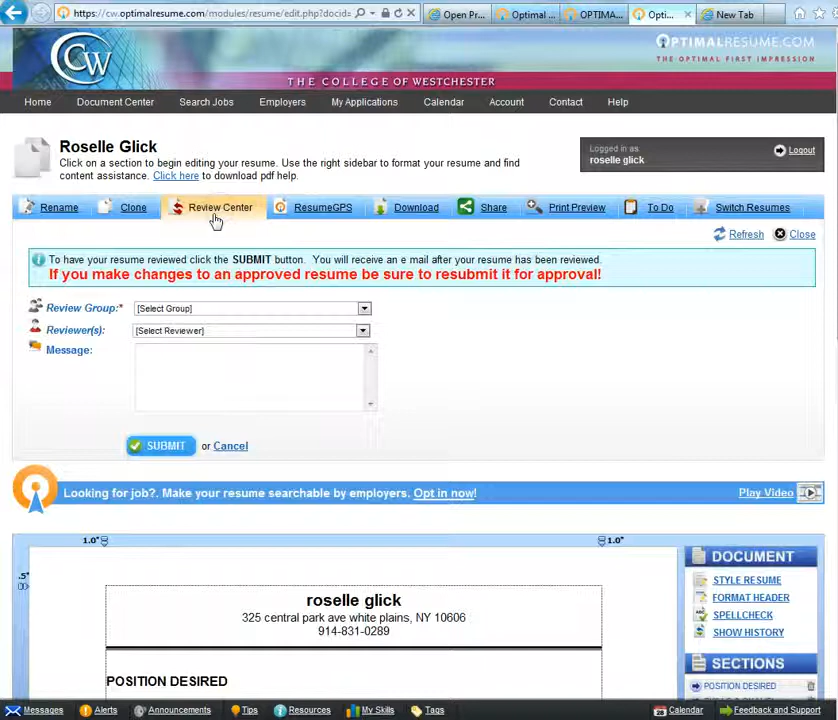 https://cw.optimalresume.com/modules/resume/edit.php?docid=
Open Pr...
Optimal ...
OPTIMA...
Opti...
New Tab
CW
OPTIMALRESUME.COM
THE OPTIMAL FIRST IMPRESSION
THE COLLEGE OF WESTCHESTER
Home Document Center Search Jobs Employers My Applications Calendar Account Contact Help
Roselle Glick
Click on a section to begin editing your resume. Use the right sidebar to format your resume and find
content assistance. Click here to download pdf help.
Logged in as
roselle glick
Logout
Rename Clone Review Center ResumeGPS Download Share Print Preview To Do Switch Resumes
Refresh Close
To have your resume reviewed click the SUBMIT button. You will receive an e mail after your resume has been reviewed.
If you make changes to an approved resume be sure to resubmit it for approval!
Review Group:* [Select Group]
Reviewer(s): [Select Reviewer]
Message:
SUBMIT or Cancel
Looking for job?. Make your resume searchable by employers. Opt in now!
Play Video
1.0"
1.0"
.5"
DOCUMENT
STYLE RESUME
FORMAT HEADER
SPELLCHECK
SHOW HISTORY
SECTIONS
POSITION DESIRED
roselle glick
325 central park ave white plains, NY 10606
914-831-0289
POSITION DESIRED
Messages Alerts Announcements Tips Resources My Skills Tags Calendar Feedback and Support